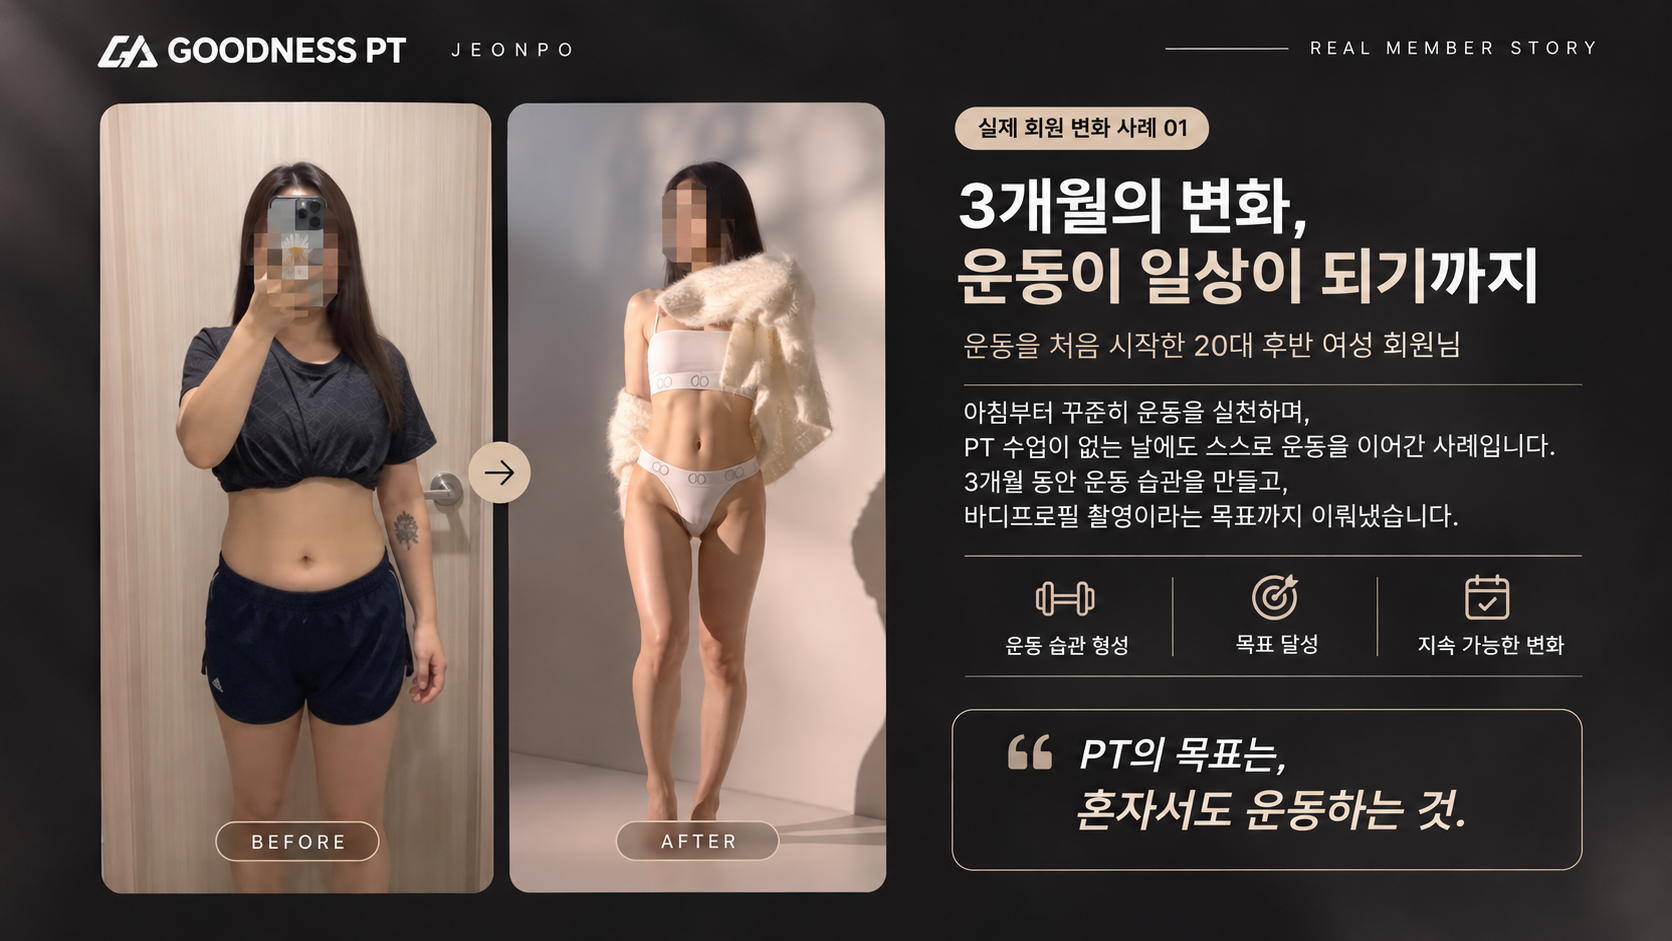 GOODNESS PT
JEONPO
REAL MEMBER STORY
실제 회원 변화 사례 01
3개월의 변화,
운동이 일상이 되기까지
운동을 처음 시작한 20대 후반 여성 회원님
아침부터 꾸준히 운동을 실천하며,
PT 수업이 없는 날에도 스스로 운동을 이어간 사례입니다.
3개월 동안 운동 습관을 만들고,
바디프로필 촬영이라는 목표까지 이뤄냈습니다.
운동 습관 형성
목표 달성
지속 가능한 변화
“ PT의 목표는,
혼자서도 운동하는 것.
BEFORE
AFTER